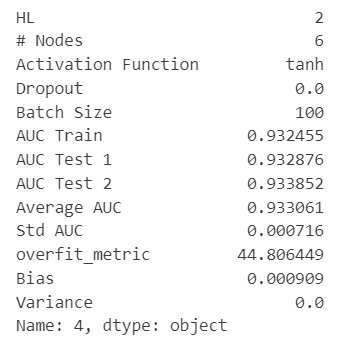 HL 2
# Nodes 6
Activation Function tanh
Dropout 0.0
Batch Size 100
AUC Train 0.932455
AUC Test 1 0.932876
AUC Test 2 0.933852
Average AUC 0.933061
Std AUC 0.000716
overfit_metric 44.806449
Bias 0.000909
Variance 0.0
Name: 4, dtype: object